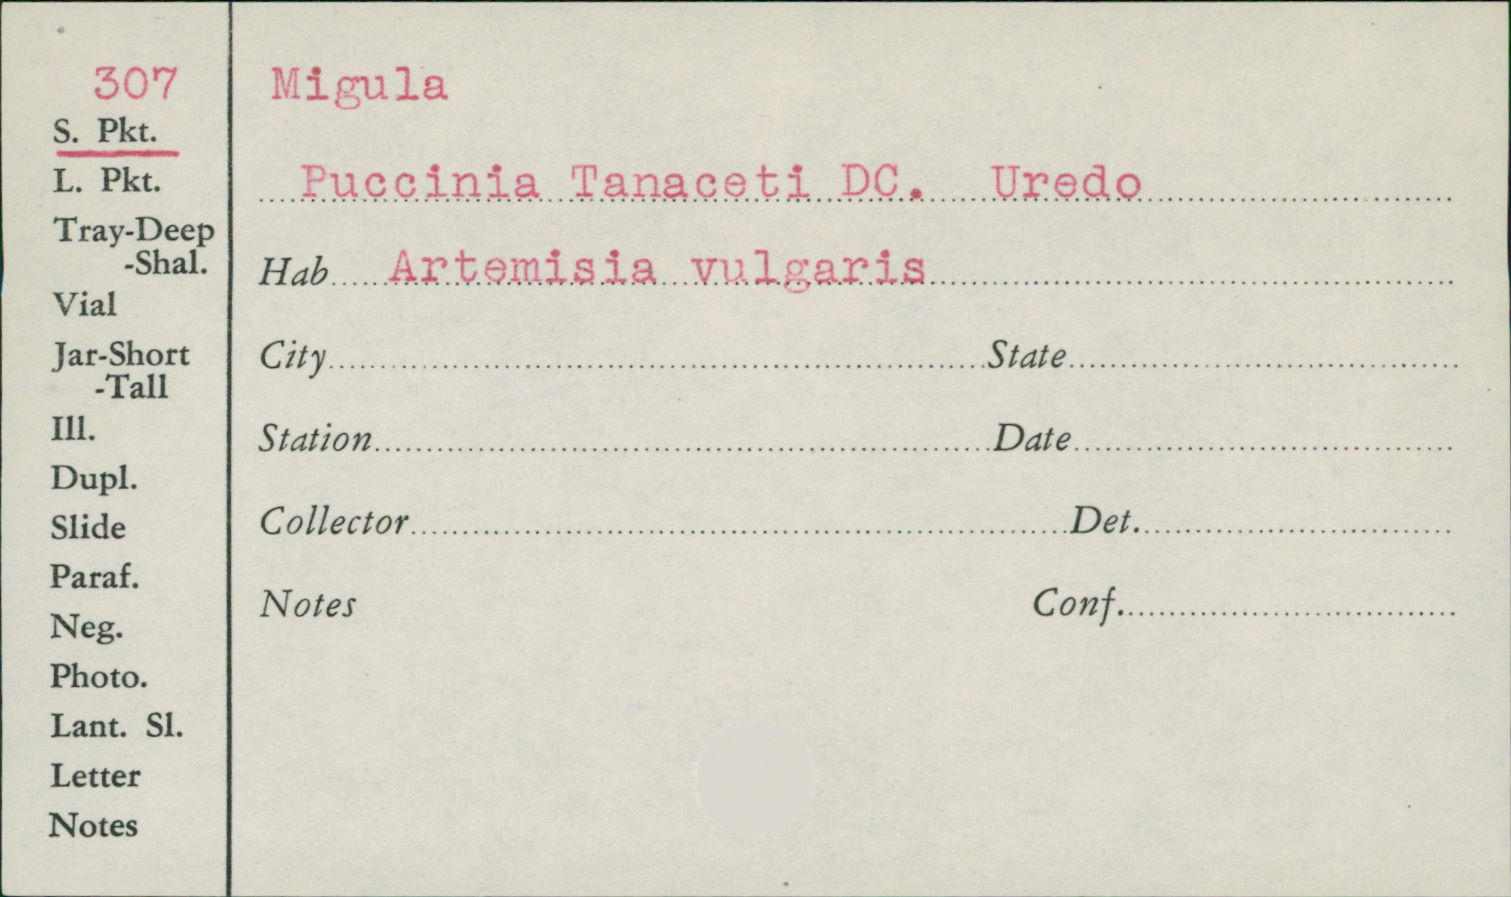 307
S. Pkt.
L. Pkt.
Tray-Deep
-Shal.
Vial
Jar-Short
-Tall
Ill.
Dupl.
Slide
Paraf.
Neg.
Photo.
Lant. Sl.
Letter
Notes
Migula
Puccinia Tanaceti DC. Uredo
Hab Artemisia vulgaris
City State
Station Date
Collector Det.
Notes Conf.